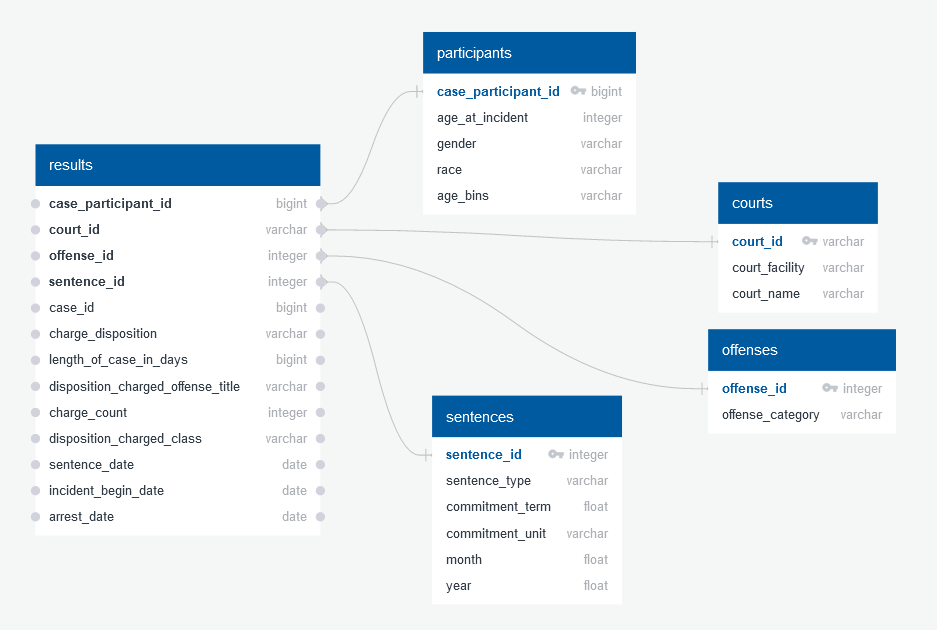 participants
case_participant_id bigint
age_at_incident integer
gender varchar
race varchar
age_bins varchar
results
case_participant_id bigint
court_id varchar
offense_id integer
sentence_id integer
case_id bigint
charge_disposition varchar
length_of_case_in_days bigint
disposition_charged_offense_title varchar
charge_count integer
disposition_charged_class varchar
sentence_date date
incident_begin_date date
arrest_date date
courts
court_id varchar
court_facility varchar
court_name varchar
offenses
offense_id integer
offense_category varchar
sentences
sentence_id integer
sentence_type varchar
commitment_term float
commitment_unit varchar
month float
year float